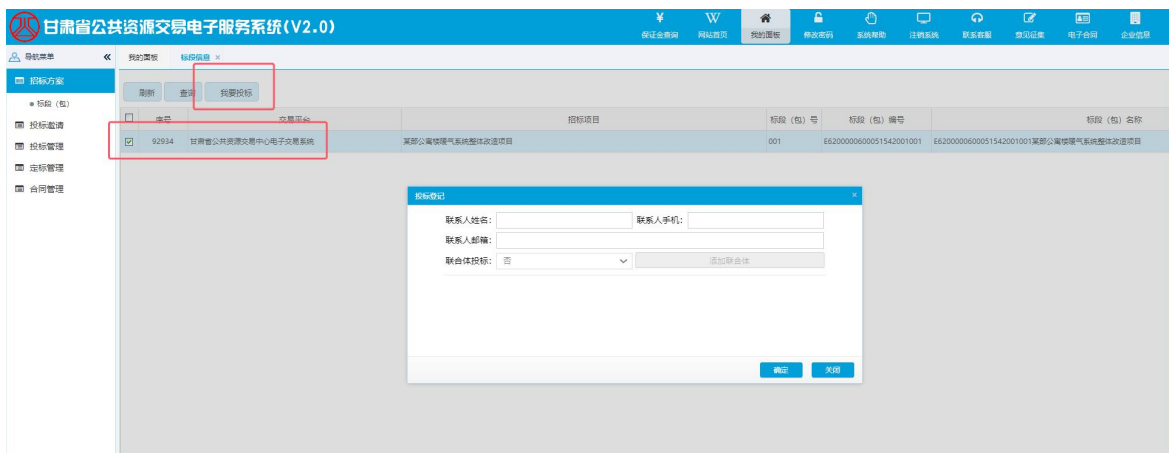 甘肃省公共资源交易电子服务系统(V2.0)
保证金查询 网站首页 我的面板 修改密码 系统帮助 注销系统 联系客服 意见征集 电子合同 企业信息
导航菜单 « 我的面板 标段信息 ×
招标方案
刷新 查询 我要投标
标段（包）
序号 交易平台 招标项目 标段（包）号 标段（包）编号 标段（包）名称
投标邀请
92934 甘肃省公共资源交易中心电子交易系统 某郎公寓楼暖气系统整体改造项目 001 E6200000600051542001001 E6200000600051542001001某郎公寓楼暖气系统整体改造项目
投标管理
定标管理
合同管理
投标登记 ×
联系人姓名： 联系人手机：
联系人邮箱：
联合体投标： 否 添加联合体
确定 关闭